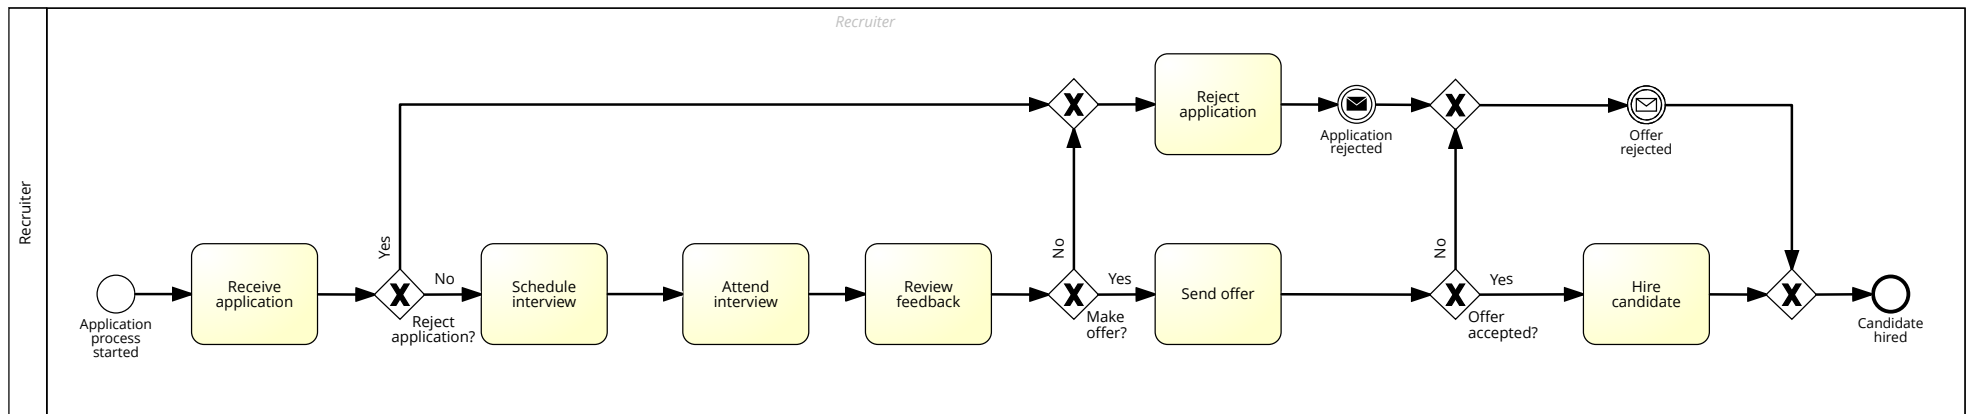 Recruiter
Recruiter
Reject
application
Application
rejected
Offer
rejected
Yes
No
No
Application
process
started
Receive
application
Reject
application?
No
Schedule
interview
Attend
interview
Review
feedback
Make
offer?
Yes
Send offer
Offer
accepted?
Yes
Hire
candidate
Candidate
hired